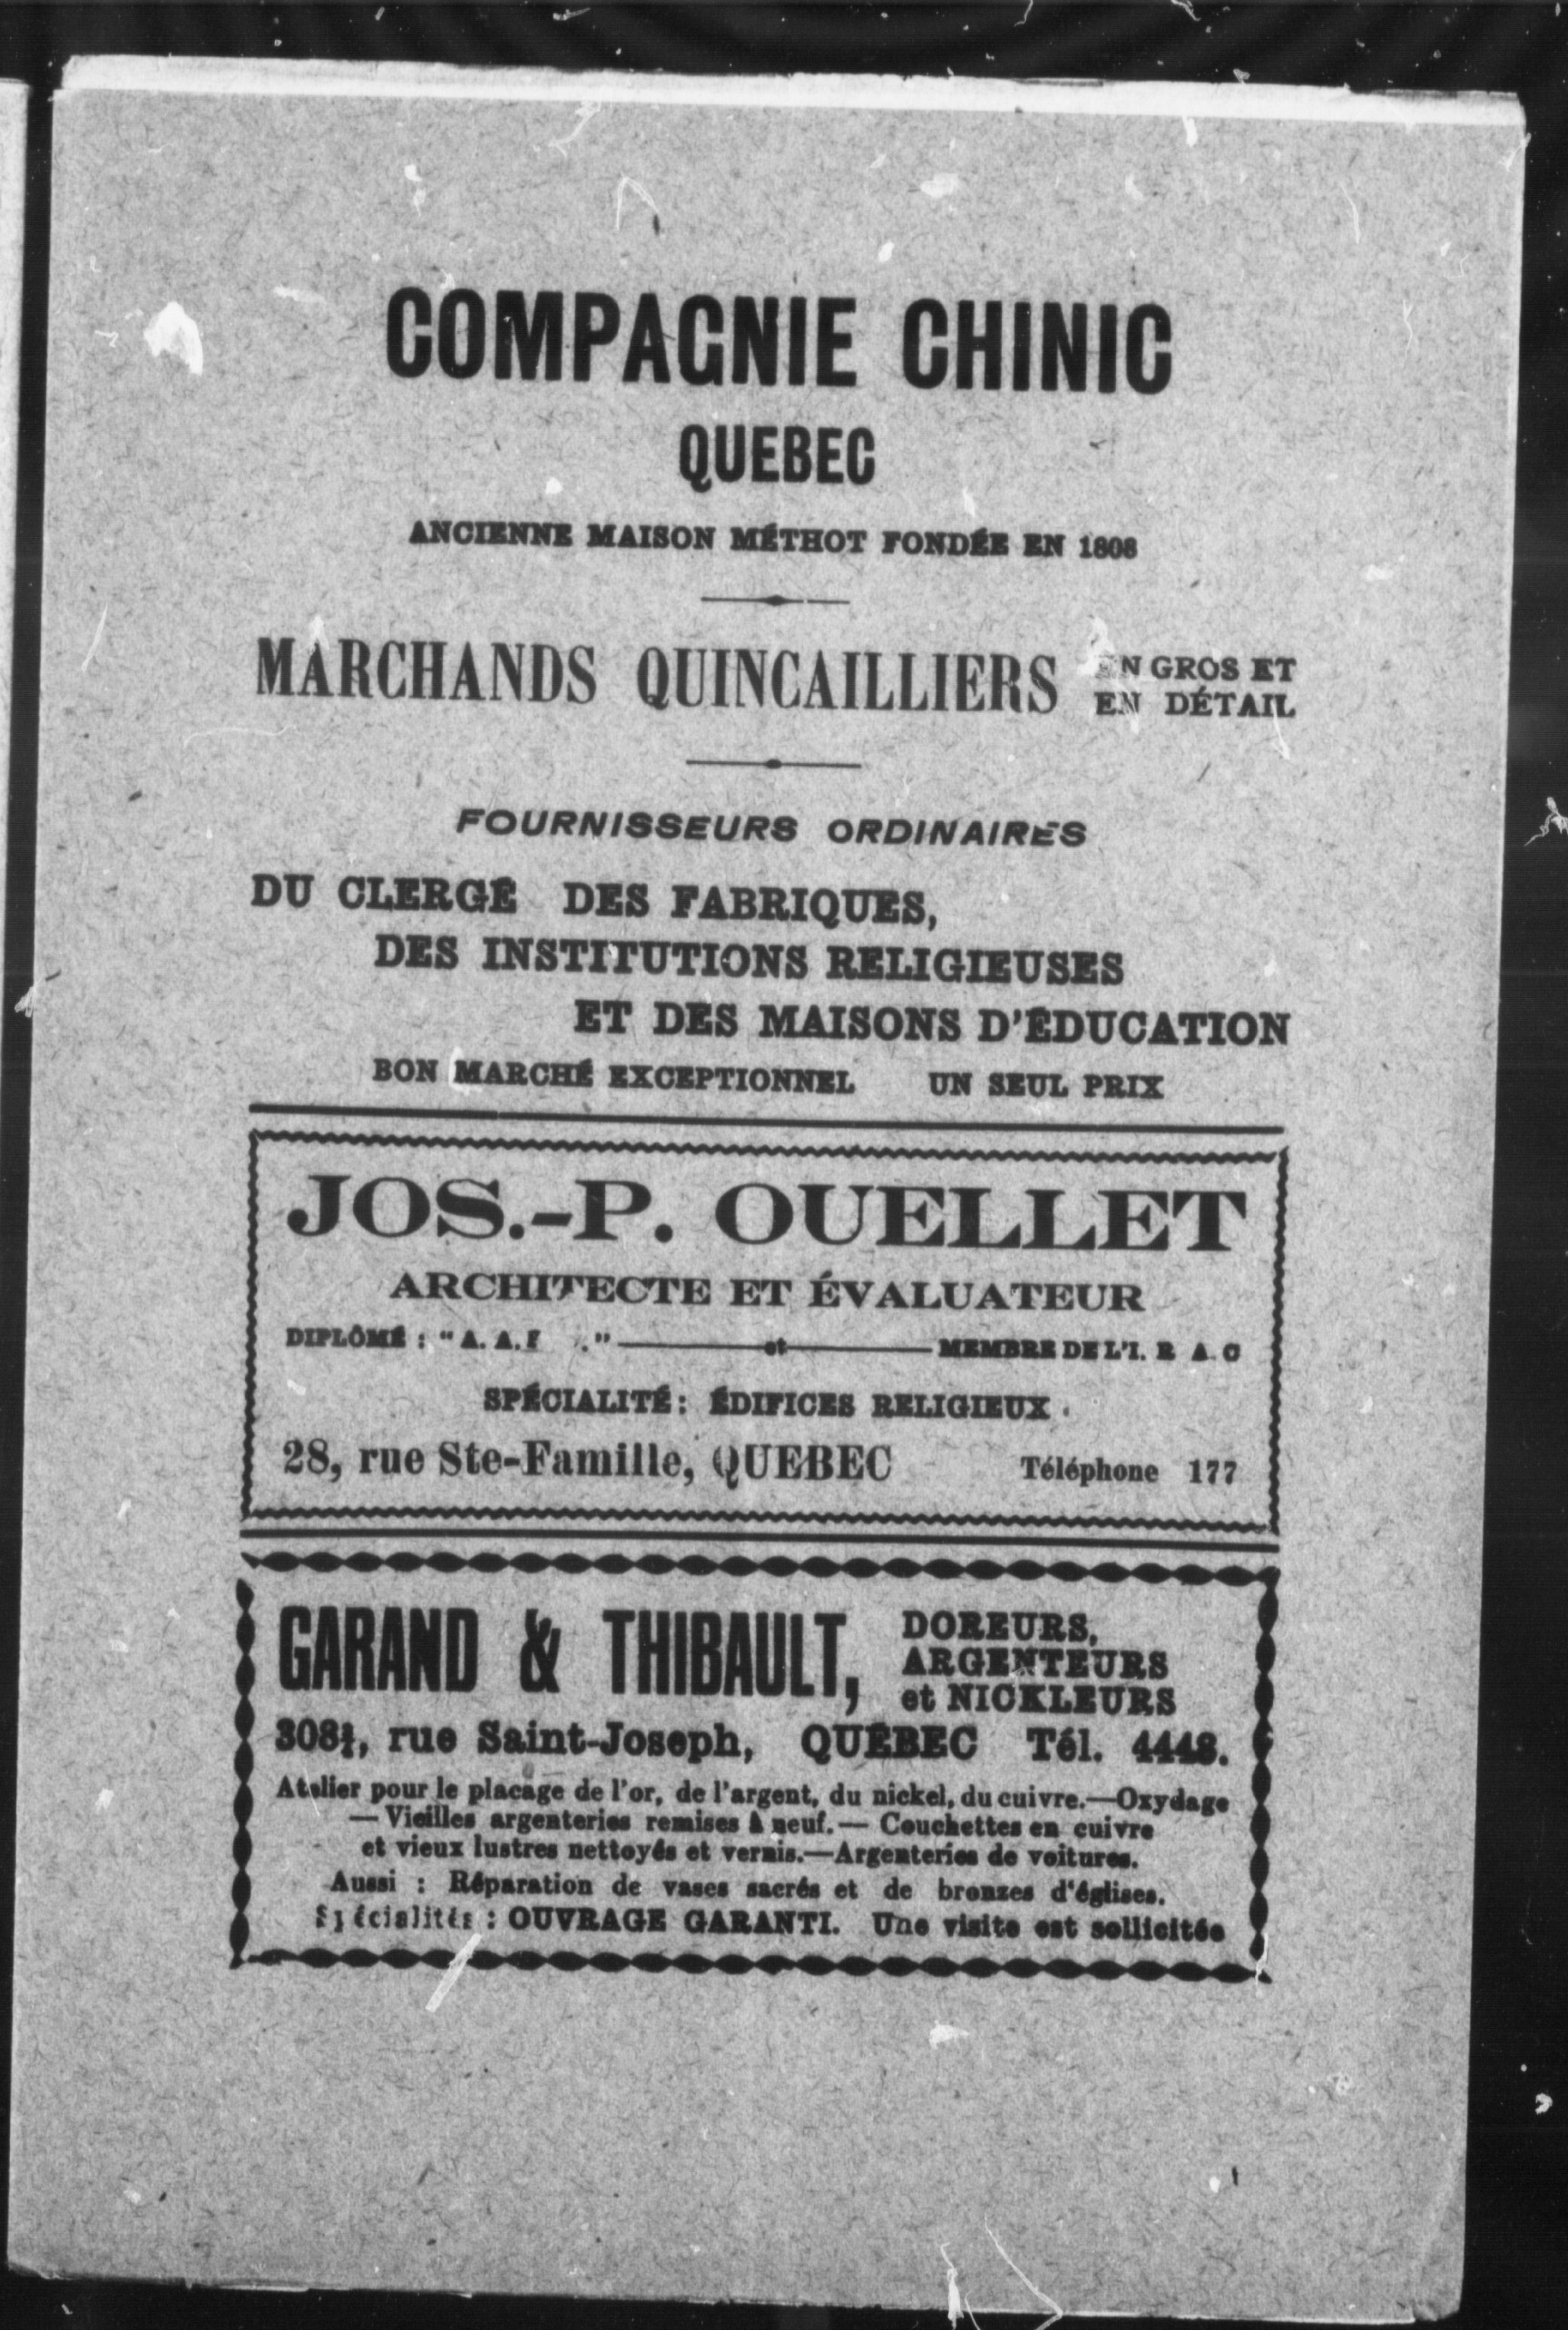 COMPAGNIE CHINIC
QUEBEC
ANCIENNE MAISON MÉTHOT FONDÉE EN 1808
MARCHANDS QUINCAILLIERS EN GROS ET
EN DÉTAIL
FOURNISSEURS ORDINAIRES
DU CLERGÉ DES FABRIQUES,
DES INSTITUTIONS RELIGIEUSES
ET DES MAISONS D'ÉDUCATION
BON MARCHÉ EXCEPTIONNEL UN SEUL PRIX
JOS.-P. OUELLET
ARCHITECTE ET ÉVALUATEUR
DIPLÔMÉ : " A. A. " et MEMBRE DE L'I. R A. C
SPÉCIALITÉ : ÉDIFICES RELIGIEUX.
28, rue Ste-Famille, QUEBEC Téléphone 177
GARAND & THIBAULT, DOREURS,
ARGENTEURS
et NICKLEURS
rue Saint-Joseph, QUÉBEC Tél.
Atelier pour le placage de l'or, de l'argent, du nickel, du cuivre.—Oxydage
— Vieilles argenteries remises à neuf.— Couchettes en cuivre
et vieux lustres nettoyés et vernis.—Argenteries de voitures.
Aussi : Réparation de vases sacrés et de bronzes d'églises.
Spécialités : OUVRAGE GARANTI. Une visite est sollicitée